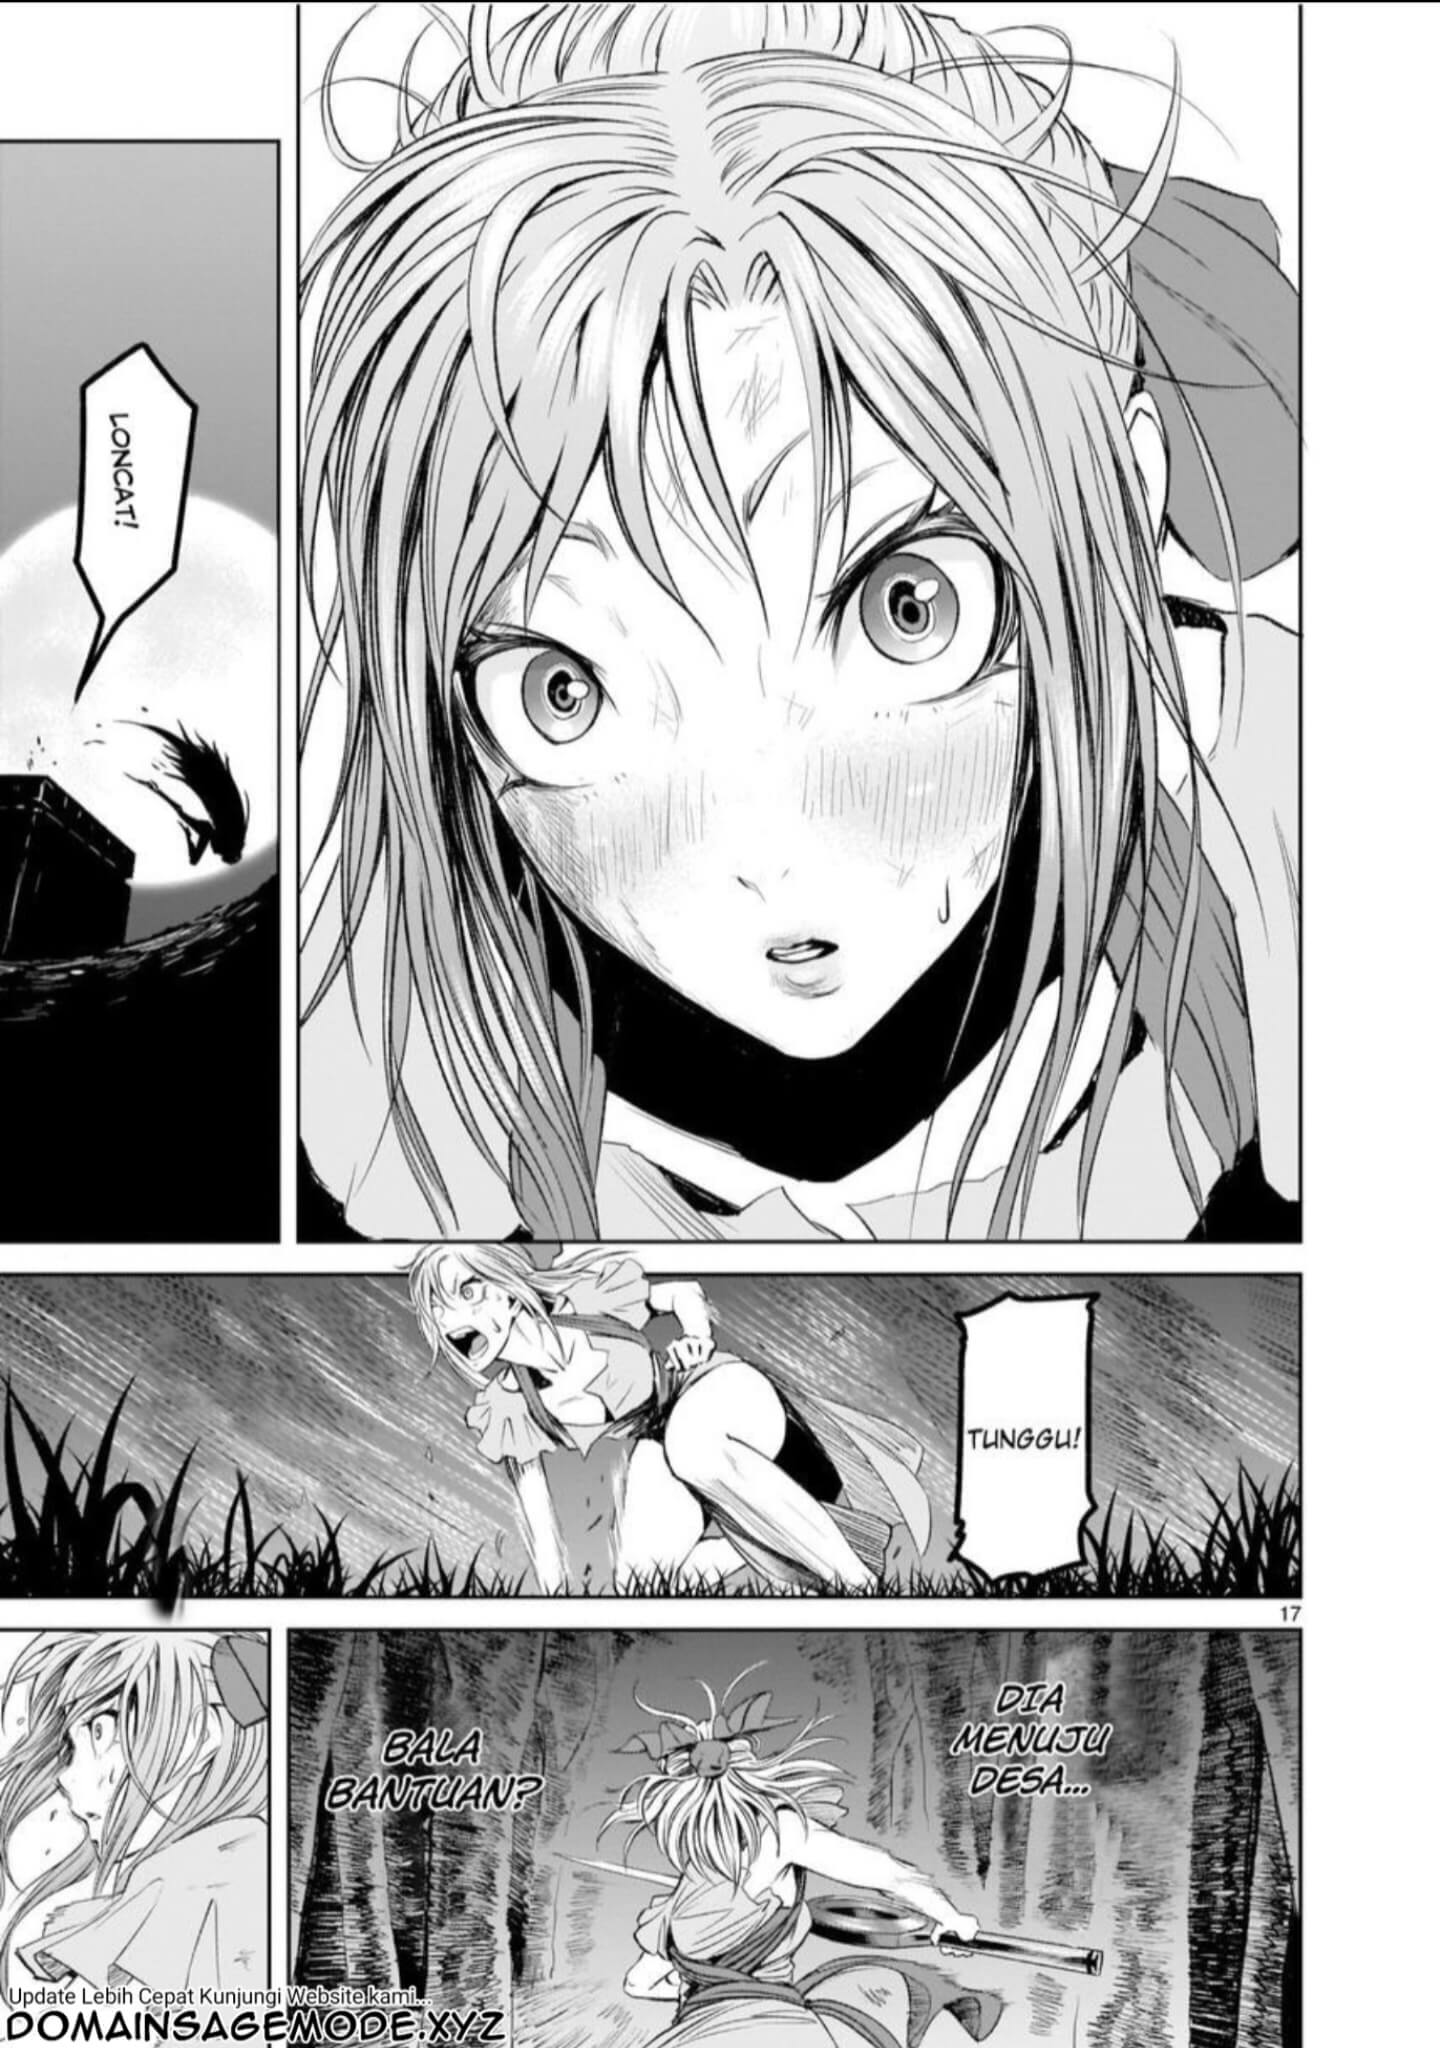 LONCAT!
TUNGGU!
17
DIA
MENUJU
DESA...
BALA
BANTUAN?
Update Lebih Cepat Kunjungi Website kami...
DOMAINSAGEMODE.XYZ